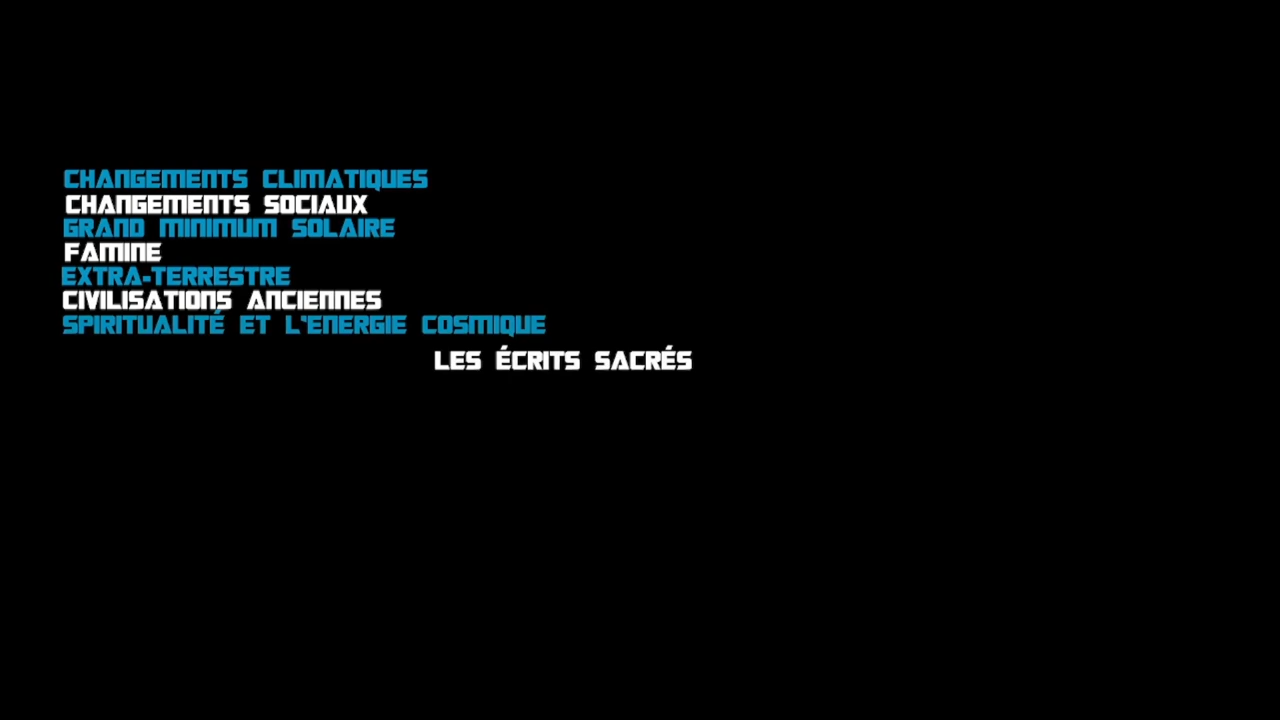 CHANGEMENTS CLIMATIQUES
CHANGEMENTS SOCIAUX
GRAND MINIMUM SOLAIRE
FAMINE
EXTRA-TERRESTRE
CIVILISATIONS ANCIENNES
SPIRITUALITÉ ET L'ENERGIE COSMIQUE
LES ÉCRITS SACRÉS